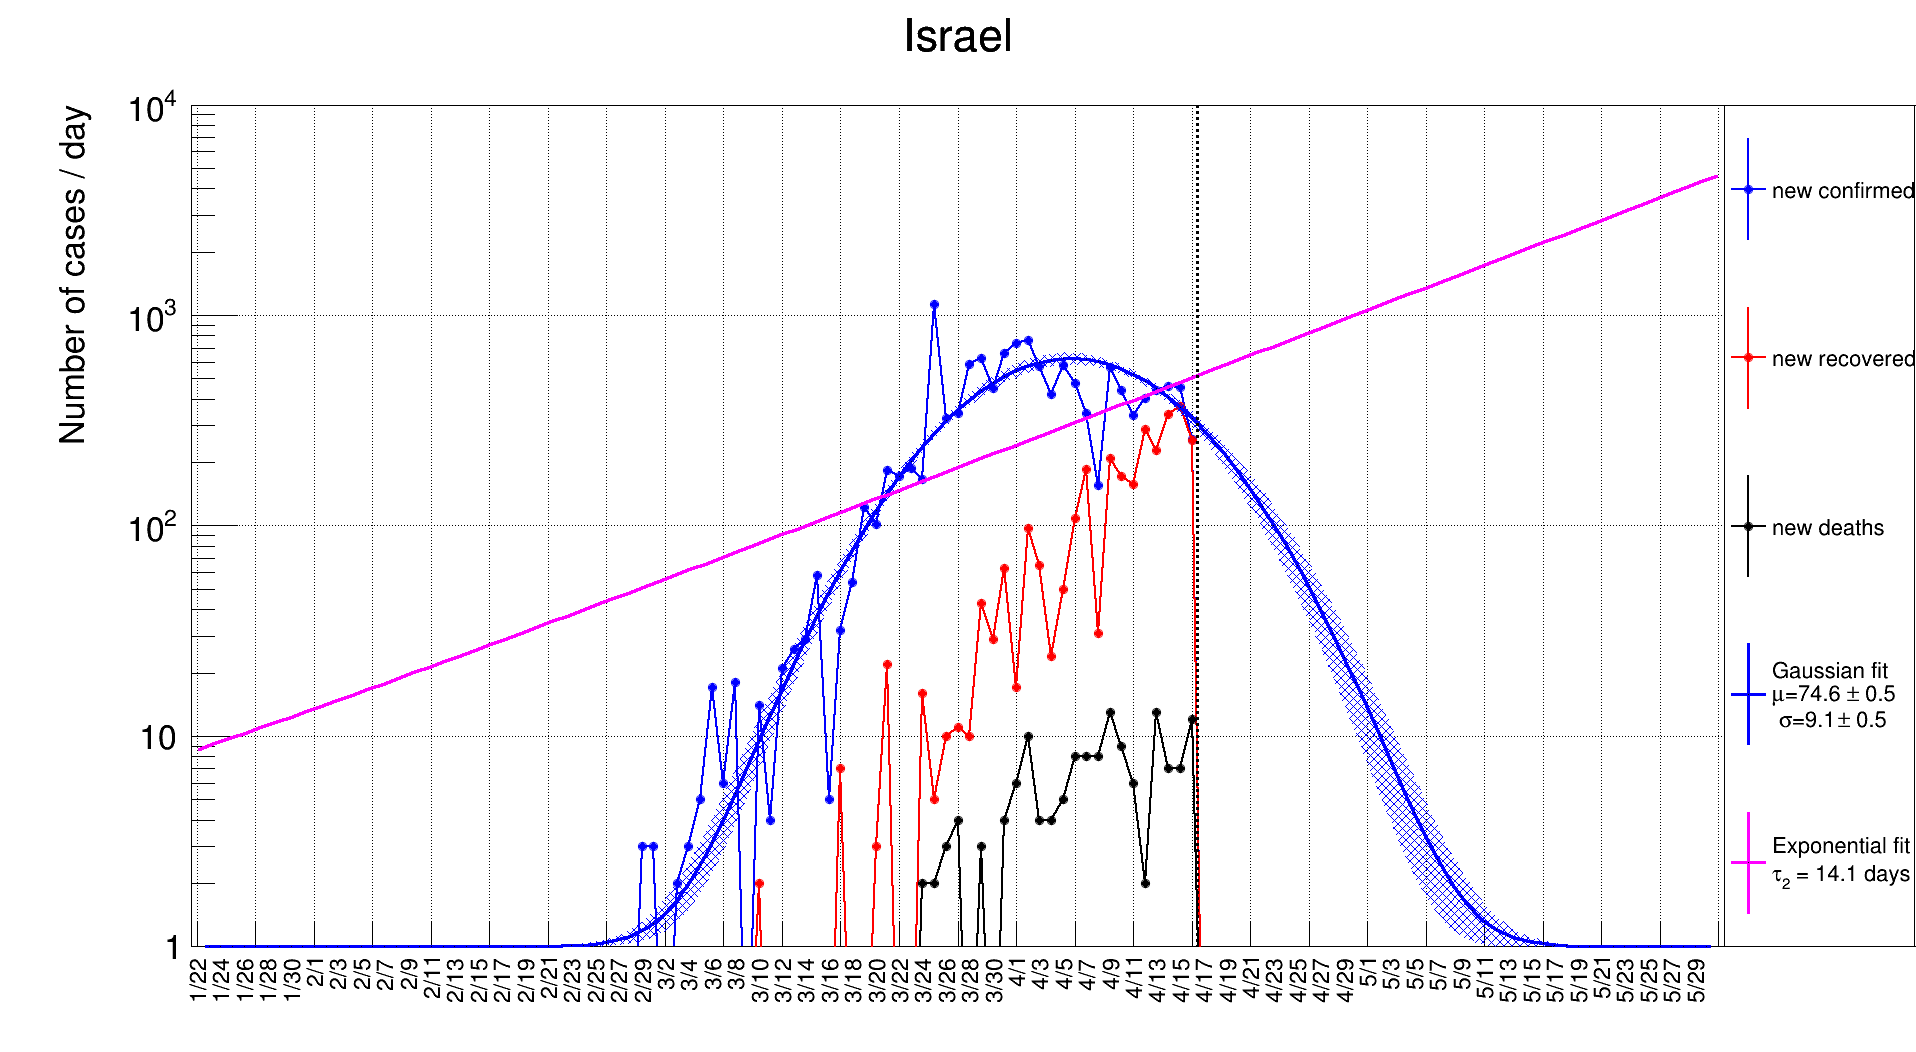 Israel
Number of cases / day
10⁴
10³
10²
10
1
1/22 1/24 1/26 1/28 1/30 2/1 2/3 2/5 2/7 2/9 2/11 2/13 2/15 2/17 2/19 2/21 2/23 2/25 2/27 2/29 3/2 3/4 3/6 3/8 3/10 3/12 3/14 3/16 3/18 3/20 3/22 3/24 3/26 3/28 3/30 4/1 4/3 4/5 4/7 4/9 4/11 4/13 4/15 4/17 4/19 4/21 4/23 4/25 4/27 4/29 5/1 5/3 5/5 5/7 5/9 5/11 5/13 5/15 5/17 5/19 5/21 5/23 5/25 5/27 5/29
new confirmed
new recovered
new deaths
Gaussian fit
μ=74.6 ± 0.5
σ=9.1 ± 0.5
Exponential fit
τ₂ = 14.1 days